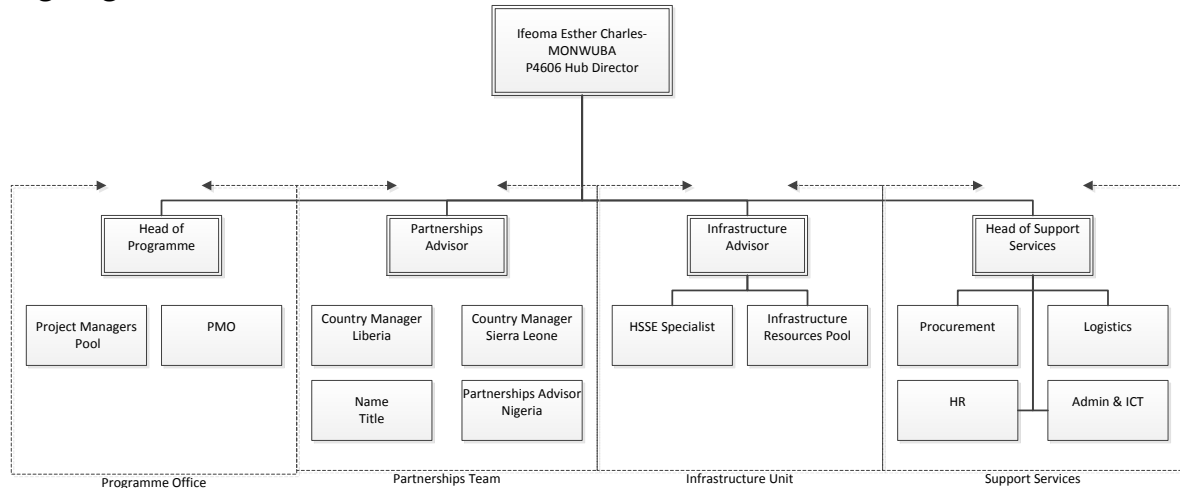 Ifeoma Esther Charles-
MONWUBA
P4606 Hub Director
Head of
Programme
Partnerships
Advisor
Infrastructure
Advisor
Head of Support
Services
Project Managers
Pool
PMO
Country Manager
Liberia
Country Manager
Sierra Leone
HSSE Specialist
Infrastructure
Resources Pool
Procurement
Logistics
Name
Title
Partnerships Advisor
Nigeria
HR
Admin & ICT
Programme Office
Partnerships Team
Infrastructure Unit
Support Services